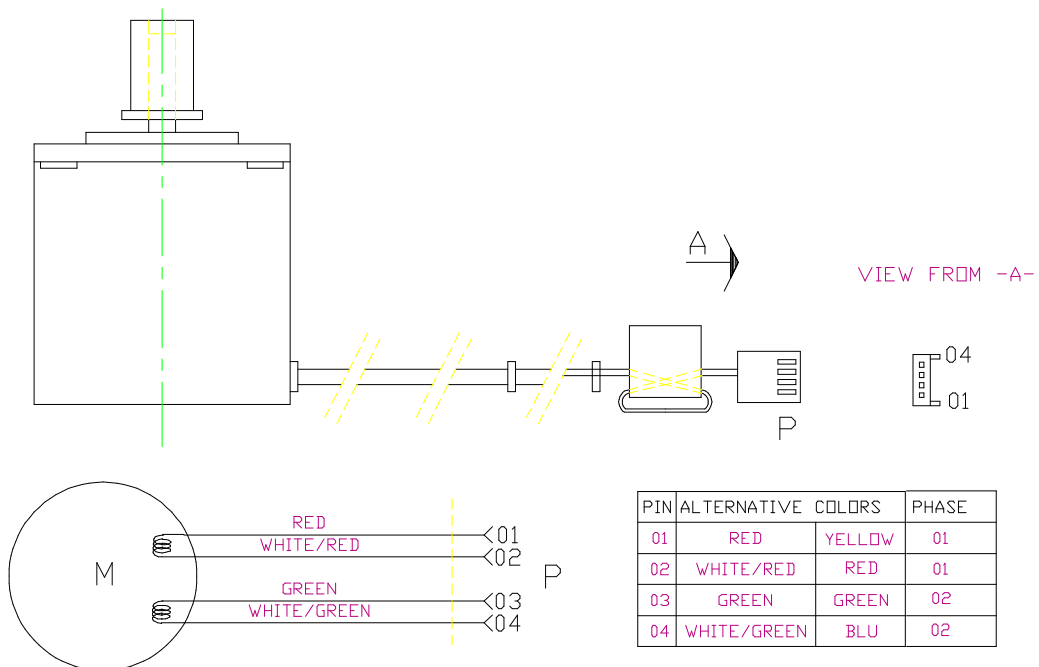 A
VIEW FROM -A-
04
01
P
RED
01
WHITE/RED
02
M
P
GREEN
03
WHITE/GREEN
04
PIN ALTERNATIVE COLORS PHASE
01 RED YELLOW 01
02 WHITE/RED RED 01
03 GREEN GREEN 02
04 WHITE/GREEN BLU 02